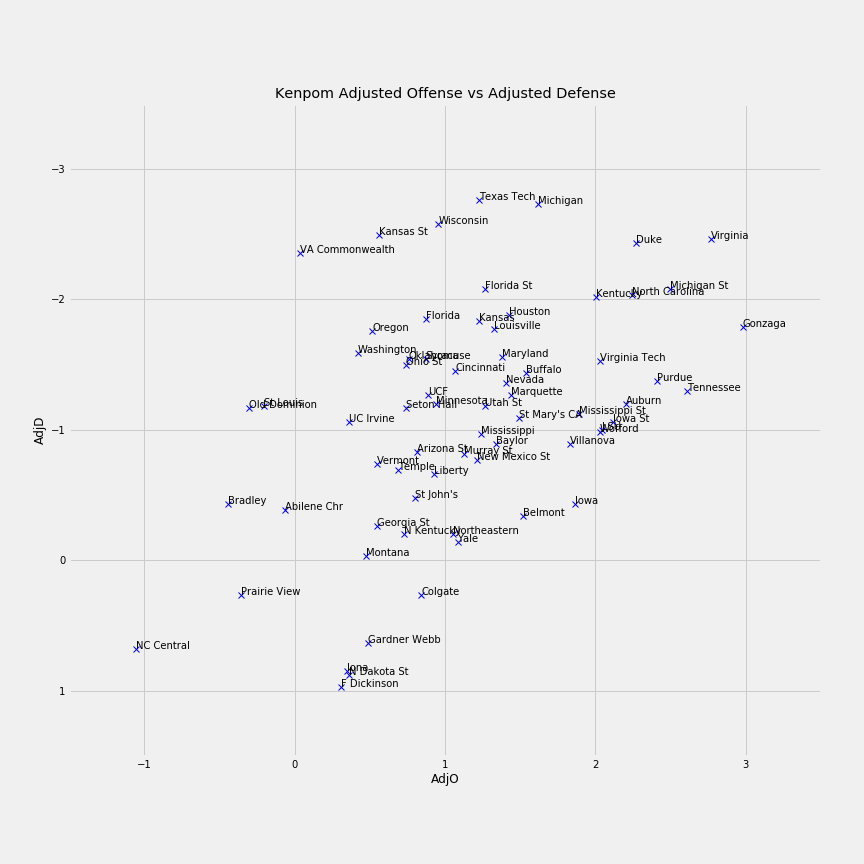 Kenpom Adjusted Offense vs Adjusted Defense
−3
Texas Tech
Michigan
Wisconsin
Kansas St
Duke
Virginia
VA Commonwealth
Florida St
Michigan St
Kentucky
North Carolina
−2
Houston
Florida
Kansas
Louisville
Gonzaga
Oregon
Washington
Maryland
Oklahoma
Syracuse
Ohio St
Virginia Tech
Cincinnati
Buffalo
Nevada
Purdue
Tennessee
UCF
Marquette
Minnesota
Utah St
Auburn
Old Dominion
St Louis
Seton Hall
Mississippi St
St Mary's CA
UC Irvine
Iowa St
LSU
Wofford
−1
Mississippi
Baylor
Villanova
Arizona St
Murray St
New Mexico St
Vermont
Temple
Liberty
St John's
Bradley
Abilene Chr
Iowa
Belmont
Georgia St
N Kentucky
Northeastern
Yale
Montana
0
Prairie View
Colgate
Gardner Webb
NC Central
Iona
N Dakota St
F Dickinson
1
AdjD
−1
0
1
2
3
AdjO